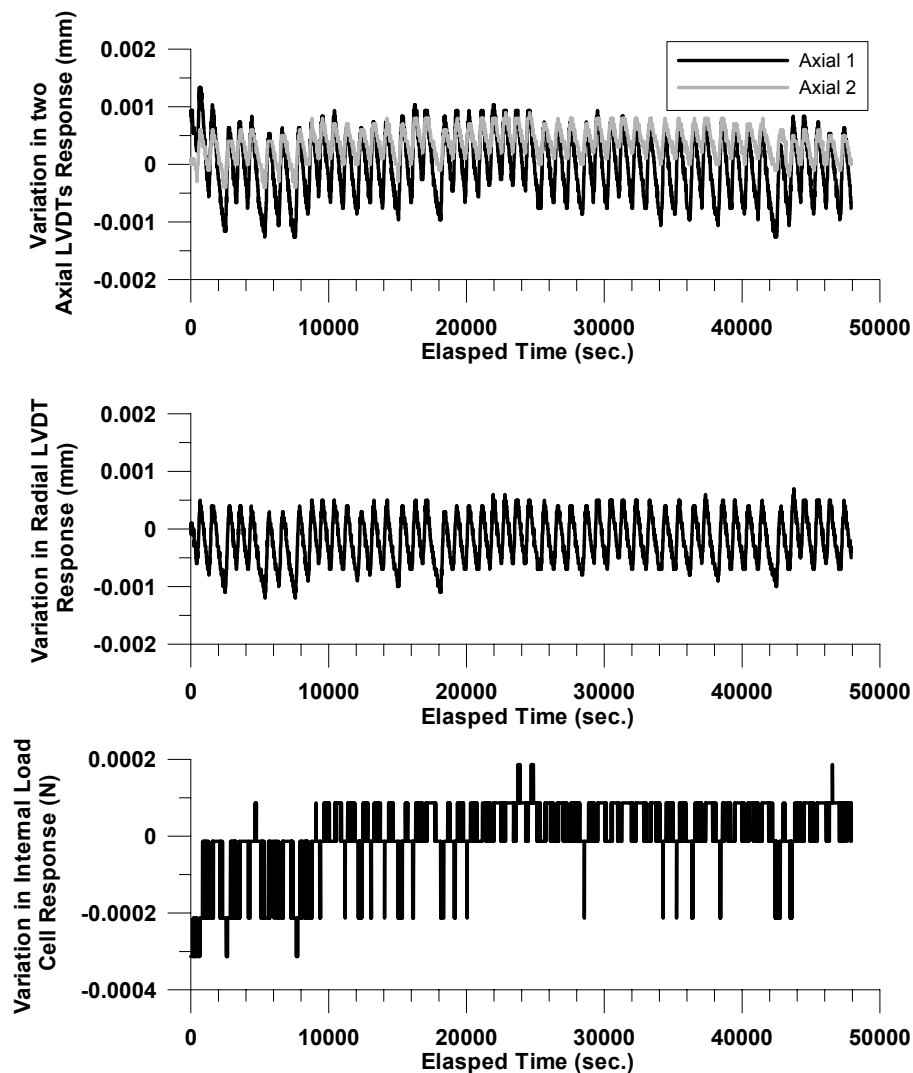 0.002
0.001
0
-0.001
-0.002
Variation in two
Axial LVDTs Response (mm)
Axial 1
Axial 2
0 10000 20000 30000 40000 50000
Elasped Time (sec.)
0.002
0.001
0
-0.001
-0.002
Variation in Radial LVDT
Response (mm)
0 10000 20000 30000 40000 50000
Elasped Time (sec.)
0.0002
0
-0.0002
-0.0004
Variation in Internal Load
Cell Response (N)
0 10000 20000 30000 40000 50000
Elasped Time (sec.)